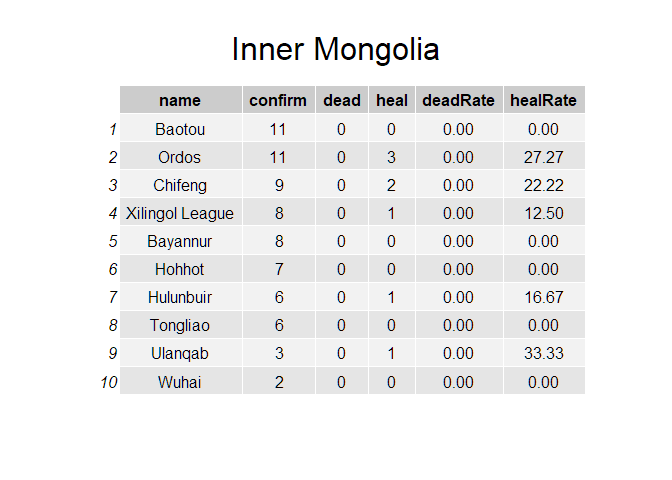 Inner Mongolia
name confirm dead heal deadRate healRate
1 Baotou 11 0 0 0.00 0.00
2 Ordos 11 0 3 0.00 27.27
3 Chifeng 9 0 2 0.00 22.22
4 Xilingol League 8 0 1 0.00 12.50
5 Bayannur 8 0 0 0.00 0.00
6 Hohhot 7 0 0 0.00 0.00
7 Hulunbuir 6 0 1 0.00 16.67
8 Tongliao 6 0 0 0.00 0.00
9 Ulanqab 3 0 1 0.00 33.33
10 Wuhai 2 0 0 0.00 0.00